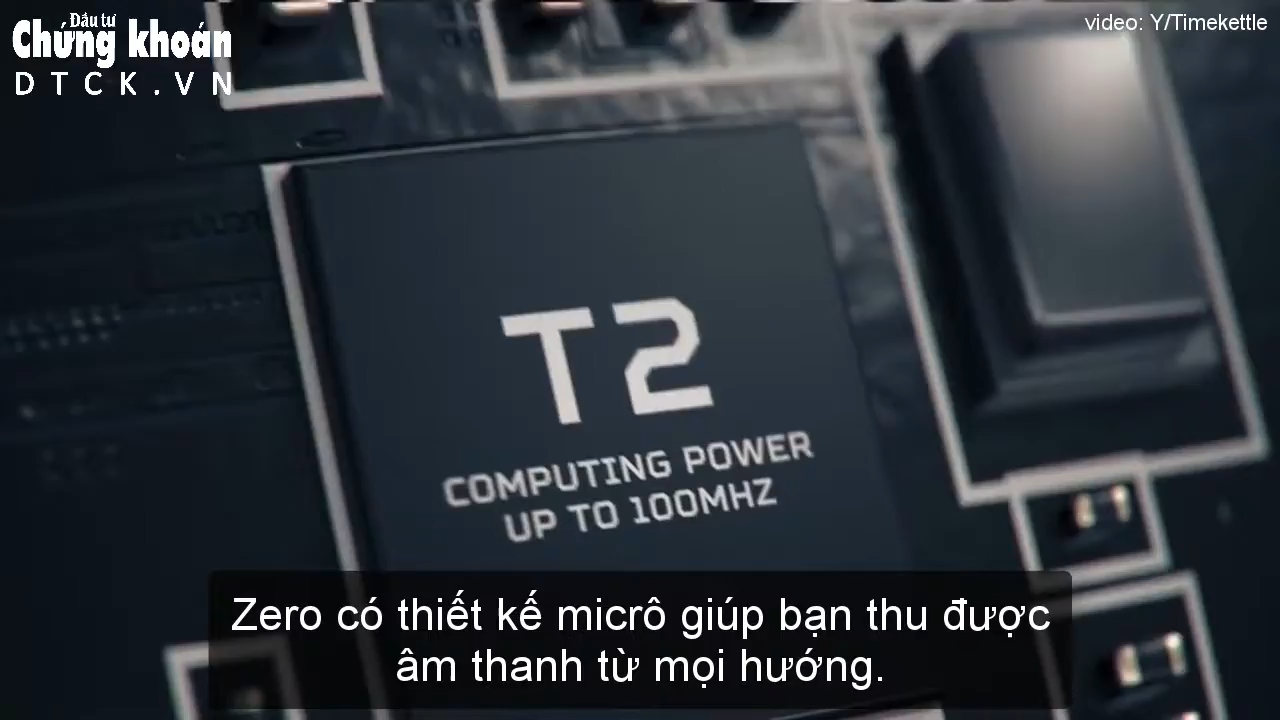 Đầu tư
Chứng khoán
DTCK.VN
video: Y/Timekettle
T2
COMPUTING POWER
UP TO 100MHZ
Zero có thiết kế micrô giúp bạn thu được
âm thanh từ mọi hướng.